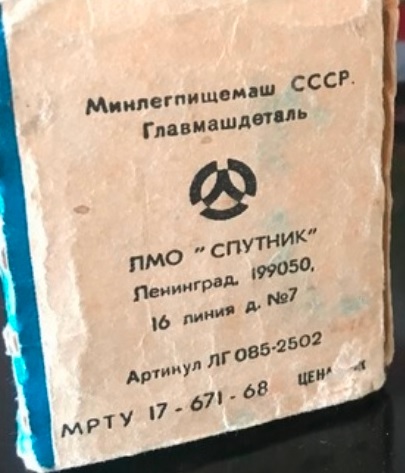 Минлегпищемаш СССР.
Главмашдеталь
ЛМО "СПУТНИК"
Ленинград, 199050,
16 линия д. №7
Артикул ЛГ 085-2502
МРТУ 17-671-68